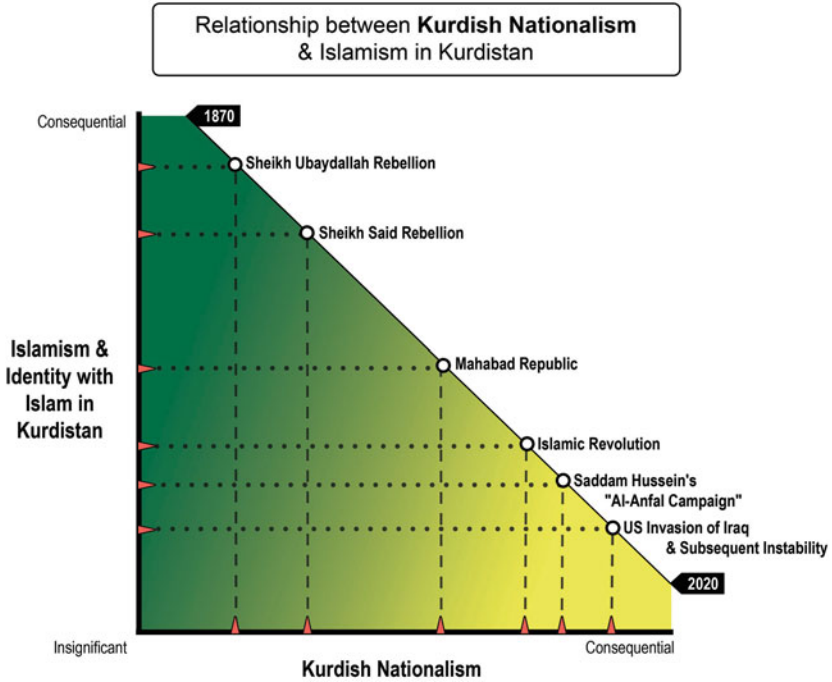 Relationship between Kurdish Nationalism
& Islamism in Kurdistan
Consequential
1870
Sheikh Ubaydallah Rebellion
Sheikh Said Rebellion
Islamism &
Identity with
Islam in
Kurdistan
Mahabad Republic
Islamic Revolution
Saddam Hussein's
"Al-Anfal Campaign"
US Invasion of Iraq
& Subsequent Instability
2020
Insignificant
Consequential
Kurdish Nationalism